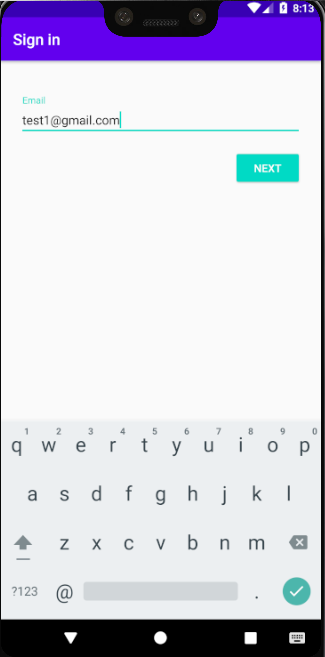 8:13
Sign in
Email
test1@gmail.com
NEXT
1 2 3 4 5 6 7 8 9 0
q w e r t y u i o p
a s d f g h j k l
z x c v b n m
?123 @ .